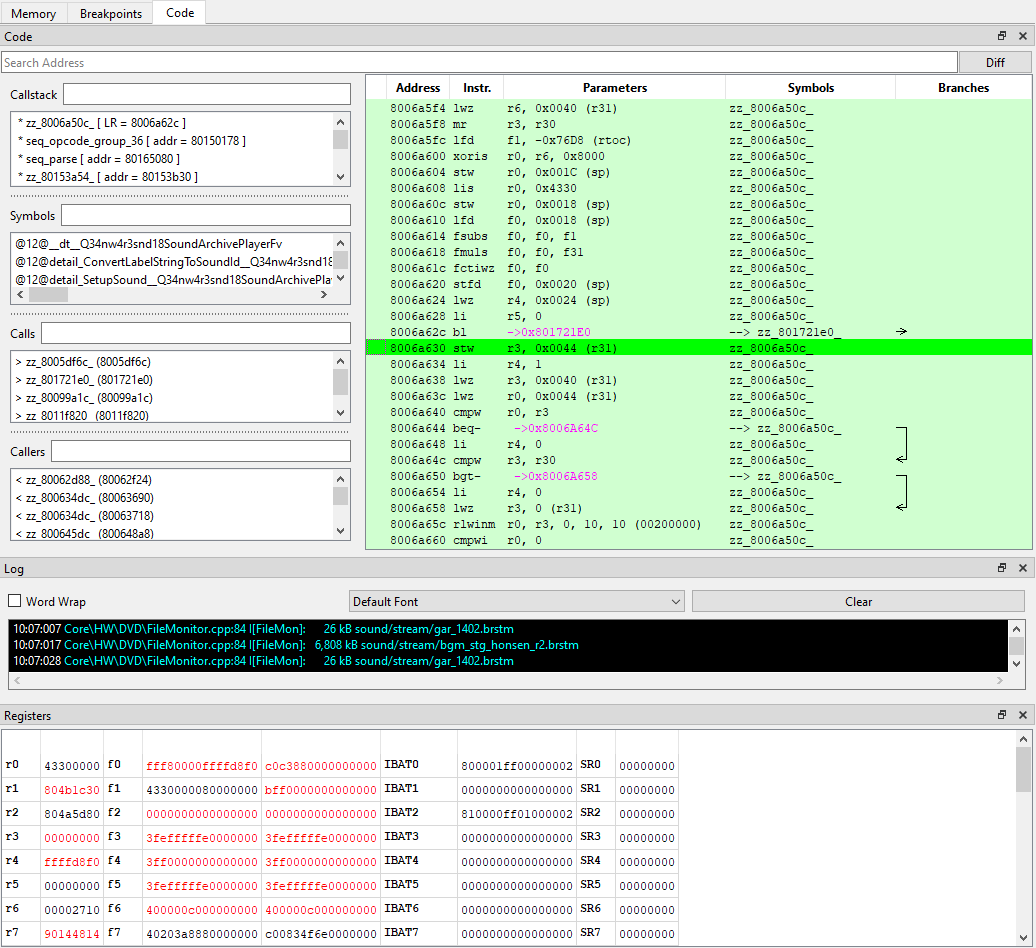 Memory Breakpoints Code
Code
Search Address Diff
Callstack
* zz_8006a50c_ [ LR = 8006a62c ]
* seq_opcode_group_36 [ addr = 80150178 ]
* seq_parse [ addr = 80165080 ]
* zz_80153a54_ [ addr = 80153b30 ]
Symbols
@12@__dt__Q34nw4r3snd18SoundArchivePlayerFv
@12@detail_ConvertLabelStringToSoundId__Q34nw4r3snd18
@12@detail_SetupSound__Q34nw4r3snd18SoundArchivePla
Calls
> zz_8005df6c_ (8005df6c)
> zz_801721e0_ (801721e0)
> zz_80099a1c_ (80099a1c)
> zz_8011f820_ (8011f820)
Callers
< zz_80062d88_ (80062f24)
< zz_800634dc_ (80063690)
< zz_800634dc_ (80063718)
< zz_800645dc_ (800648a8)
Address Instr. Parameters Symbols Branches
8006a5f4 lwz r6, 0x0040 (r31) zz_8006a50c_
8006a5f8 mr r3, r30 zz_8006a50c_
8006a5fc lfd f1, -0x76D8 (rtoc) zz_8006a50c_
8006a600 xoris r0, r6, 0x8000 zz_8006a50c_
8006a604 stw r0, 0x001C (sp) zz_8006a50c_
8006a608 lis r0, 0x4330 zz_8006a50c_
8006a60c stw r0, 0x0018 (sp) zz_8006a50c_
8006a610 lfd f0, 0x0018 (sp) zz_8006a50c_
8006a614 fsubs f0, f0, f1 zz_8006a50c_
8006a618 fmuls f0, f0, f31 zz_8006a50c_
8006a61c fctiwz f0, f0 zz_8006a50c_
8006a620 stfd f0, 0x0020 (sp) zz_8006a50c_
8006a624 lwz r4, 0x0024 (sp) zz_8006a50c_
8006a628 li r5, 0 zz_8006a50c_
8006a62c bl ->0x801721E0 --> zz_801721e0_
8006a630 stw r3, 0x0044 (r31) zz_8006a50c_
8006a634 li r4, 1 zz_8006a50c_
8006a638 lwz r3, 0x0040 (r31) zz_8006a50c_
8006a63c lwz r0, 0x0044 (r31) zz_8006a50c_
8006a640 cmpw r0, r3 zz_8006a50c_
8006a644 beq- ->0x8006A64C --> zz_8006a50c_
8006a648 li r4, 0 zz_8006a50c_
8006a64c cmpw r3, r30 zz_8006a50c_
8006a650 bgt- ->0x8006A658 --> zz_8006a50c_
8006a654 li r4, 0 zz_8006a50c_
8006a658 lwz r3, 0 (r31) zz_8006a50c_
8006a65c rlwinm r0, r3, 0, 10, 10 (00200000) zz_8006a50c_
8006a660 cmpwi r0, 0 zz_8006a50c_
Log
Word Wrap Default Font Clear
10:07:007 Core\HW\DVD\FileMonitor.cpp:84 I[FileMon]: 26 kB sound/stream/gar_1402.brstm
10:07:017 Core\HW\DVD\FileMonitor.cpp:84 I[FileMon]: 6,808 kB sound/stream/bgm_stg_honsen_r2.brstm
10:07:028 Core\HW\DVD\FileMonitor.cpp:84 I[FileMon]: 26 kB sound/stream/gar_1402.brstm
Registers
r0 43300000 f0 fff80000ffffd8f0 c0c3880000000000 IBAT0 800001ff00000002 SR0 00000000
r1 804b1c30 f1 4330000080000000 bff0000000000000 IBAT1 0000000000000000 SR1 00000000
r2 804a5d80 f2 0000000000000000 0000000000000000 IBAT2 810000ff01000002 SR2 00000000
r3 00000000 f3 3fefffffe0000000 3fefffffe0000000 IBAT3 0000000000000000 SR3 00000000
r4 ffffd8f0 f4 3ff0000000000000 3ff0000000000000 IBAT4 0000000000000000 SR4 00000000
r5 00000000 f5 3fefffffe0000000 3fefffffe0000000 IBAT5 0000000000000000 SR5 00000000
r6 00002710 f6 400000c000000000 400000c000000000 IBAT6 0000000000000000 SR6 00000000
r7 90144814 f7 40203a8880000000 c00834f6e0000000 IBAT7 0000000000000000 SR7 00000000